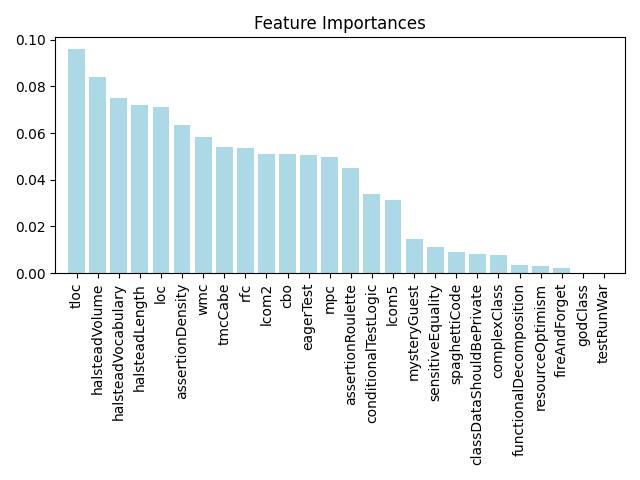 Feature Importances
0.10
0.08
0.06
0.04
0.02
0.00
tloc
halsteadVolume
halsteadVocabulary
halsteadLength
loc
assertionDensity
wmc
tmcCabe
rfc
lcom2
cbo
eagerTest
mpc
assertionRoulette
conditionalTestLogic
lcom5
mysteryGuest
sensitiveEquality
spaghettiCode
classDataShouldBePrivate
complexClass
functionalDecomposition
resourceOptimism
fireAndForget
godClass
testRunWar